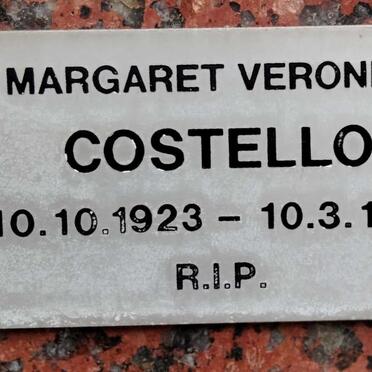 MARGARET VERONI
COSTELLO
10.10.1923 – 10.3.1
R.I.P.